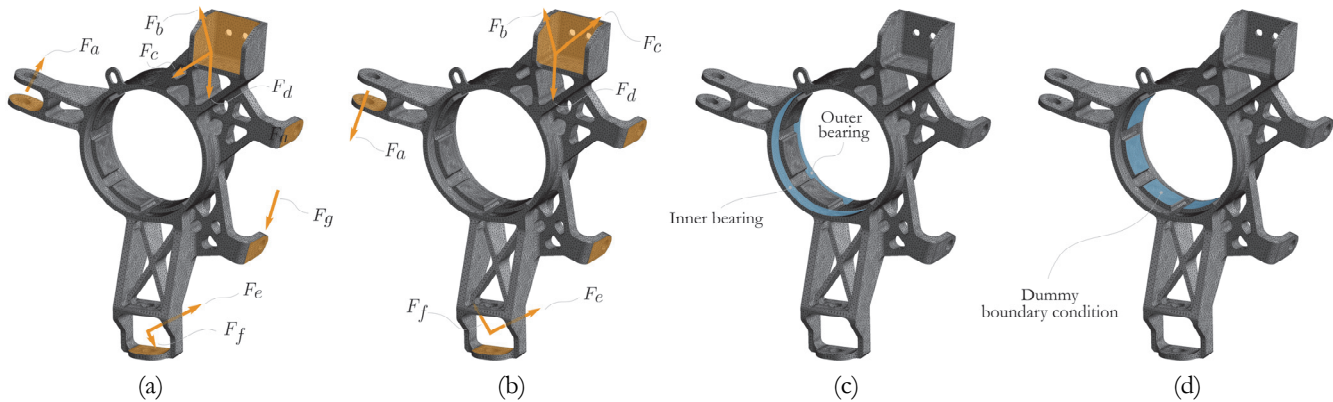 F_a
F_b
F_c
F_d
F_g
F_e
F_f
(a)
F_b
F_c
F_d
F_a
F_f
F_e
(b)
Outer
bearing
Inner bearing
(c)
Dummy
boundary condition
(d)